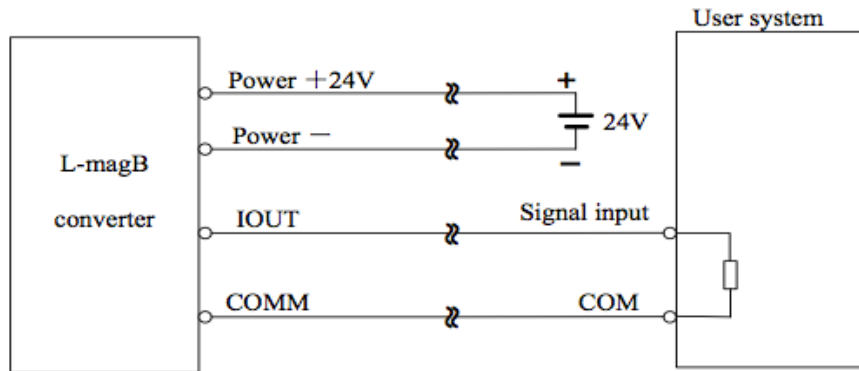 User system
Power +24V
+
24V
Power −
−
L-magB
converter
IOUT
Signal input
COMM
COM